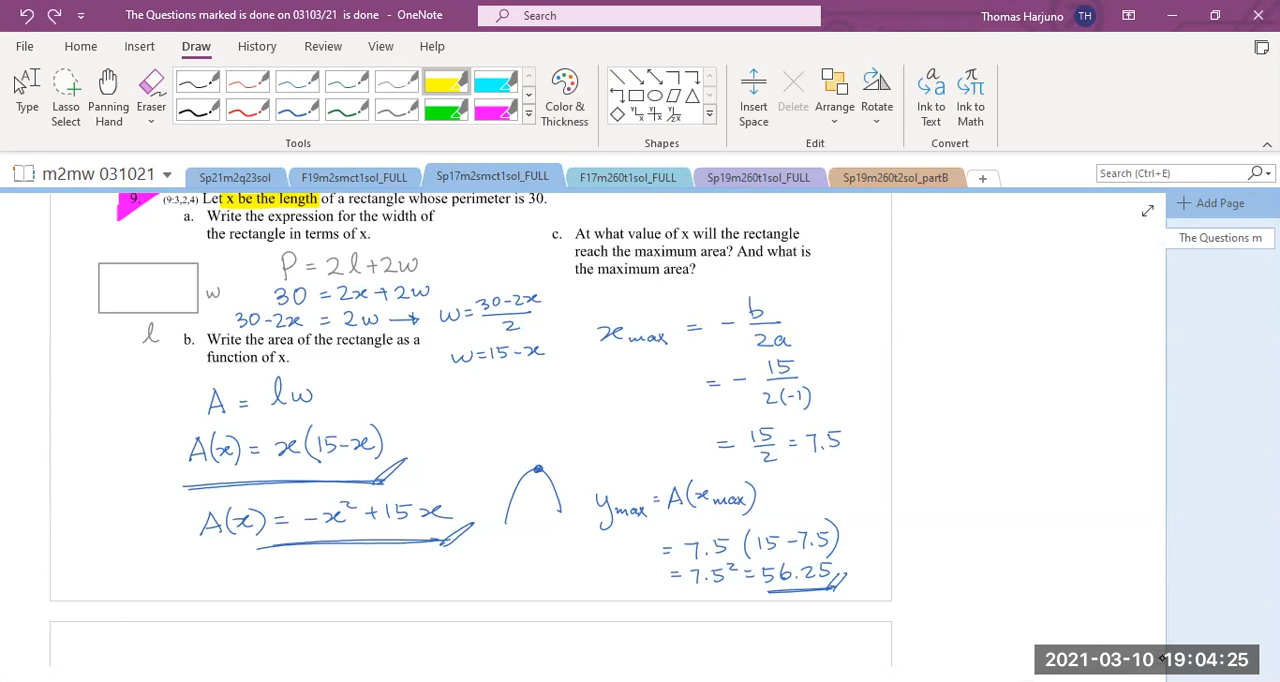 The Questions marked is done on 03103/21 is done - OneNote
Search
Thomas Harjuno TH
File Home Insert Draw History Review View Help
Type
Lasso Select
Panning Hand
Eraser
Color & Thickness
Insert Space
Delete
Arrange
Rotate
Ink to Text
Ink to Math
Tools
Shapes
Edit
Convert
m2mw 031021
Sp21m2q23sol
F19m2smct1sol_FULL
Sp17m2smct1sol_FULL
F17m260t1sol_FULL
Sp19m260t1sol_FULL
Sp19m260t2sol_partB
Search (Ctrl+E)
Add Page
The Questions m
9. (9:3,2,4) Let x be the length of a rectangle whose perimeter is 30.
a. Write the expression for the width of
the rectangle in terms of x.
P = 2l + 2w
30 = 2x + 2w
30 - 2x = 2w → w = (30-2x)/2
w = 15 - x
w
l
b. Write the area of the rectangle as a
function of x.
A = lw
A(x) = x(15-x)
A(x) = -x² + 15x
c. At what value of x will the rectangle
reach the maximum area? And what is
the maximum area?
x max = - b/2a
= - 15/2(-1)
= 15/2 = 7.5
y max = A(x max)
= 7.5 (15 - 7.5)
= 7.5² = 56.25
2021-03-10 19:04:25